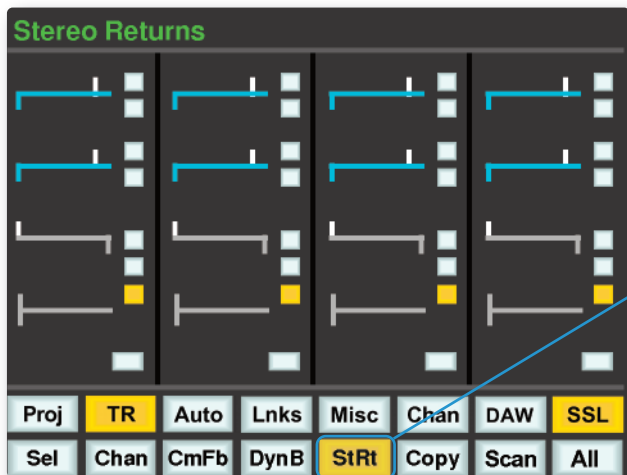 Stereo Returns
Proj TR Auto Lnks Misc Chan DAW SSL
Sel Chan CmFb DynB StRt Copy Scan All